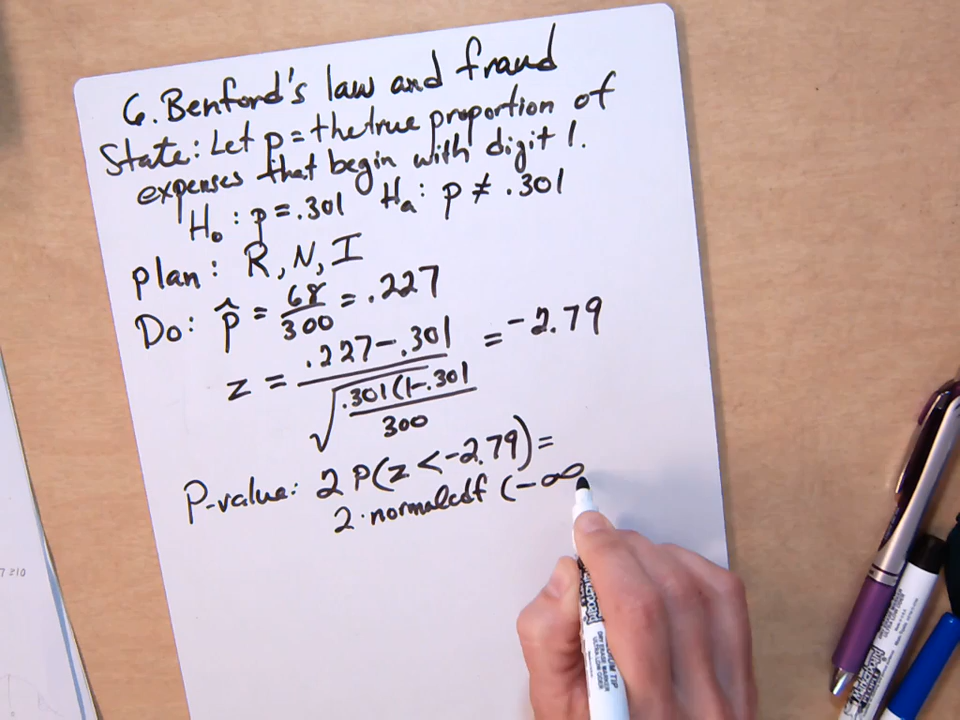 6. Benford's law and fraud
State: Let p = the true proportion of
expenses that begin with digit 1.
H₀: p = .301 Hₐ: p ≠ .301
plan: R, N, I
Do: p̂ = 68/300 = .227
z = .227 - .301 / √(.301(1-.301 / 300 = -2.79
P-value: 2 P(z < -2.79) =
2·normalcdf (-∞
7210